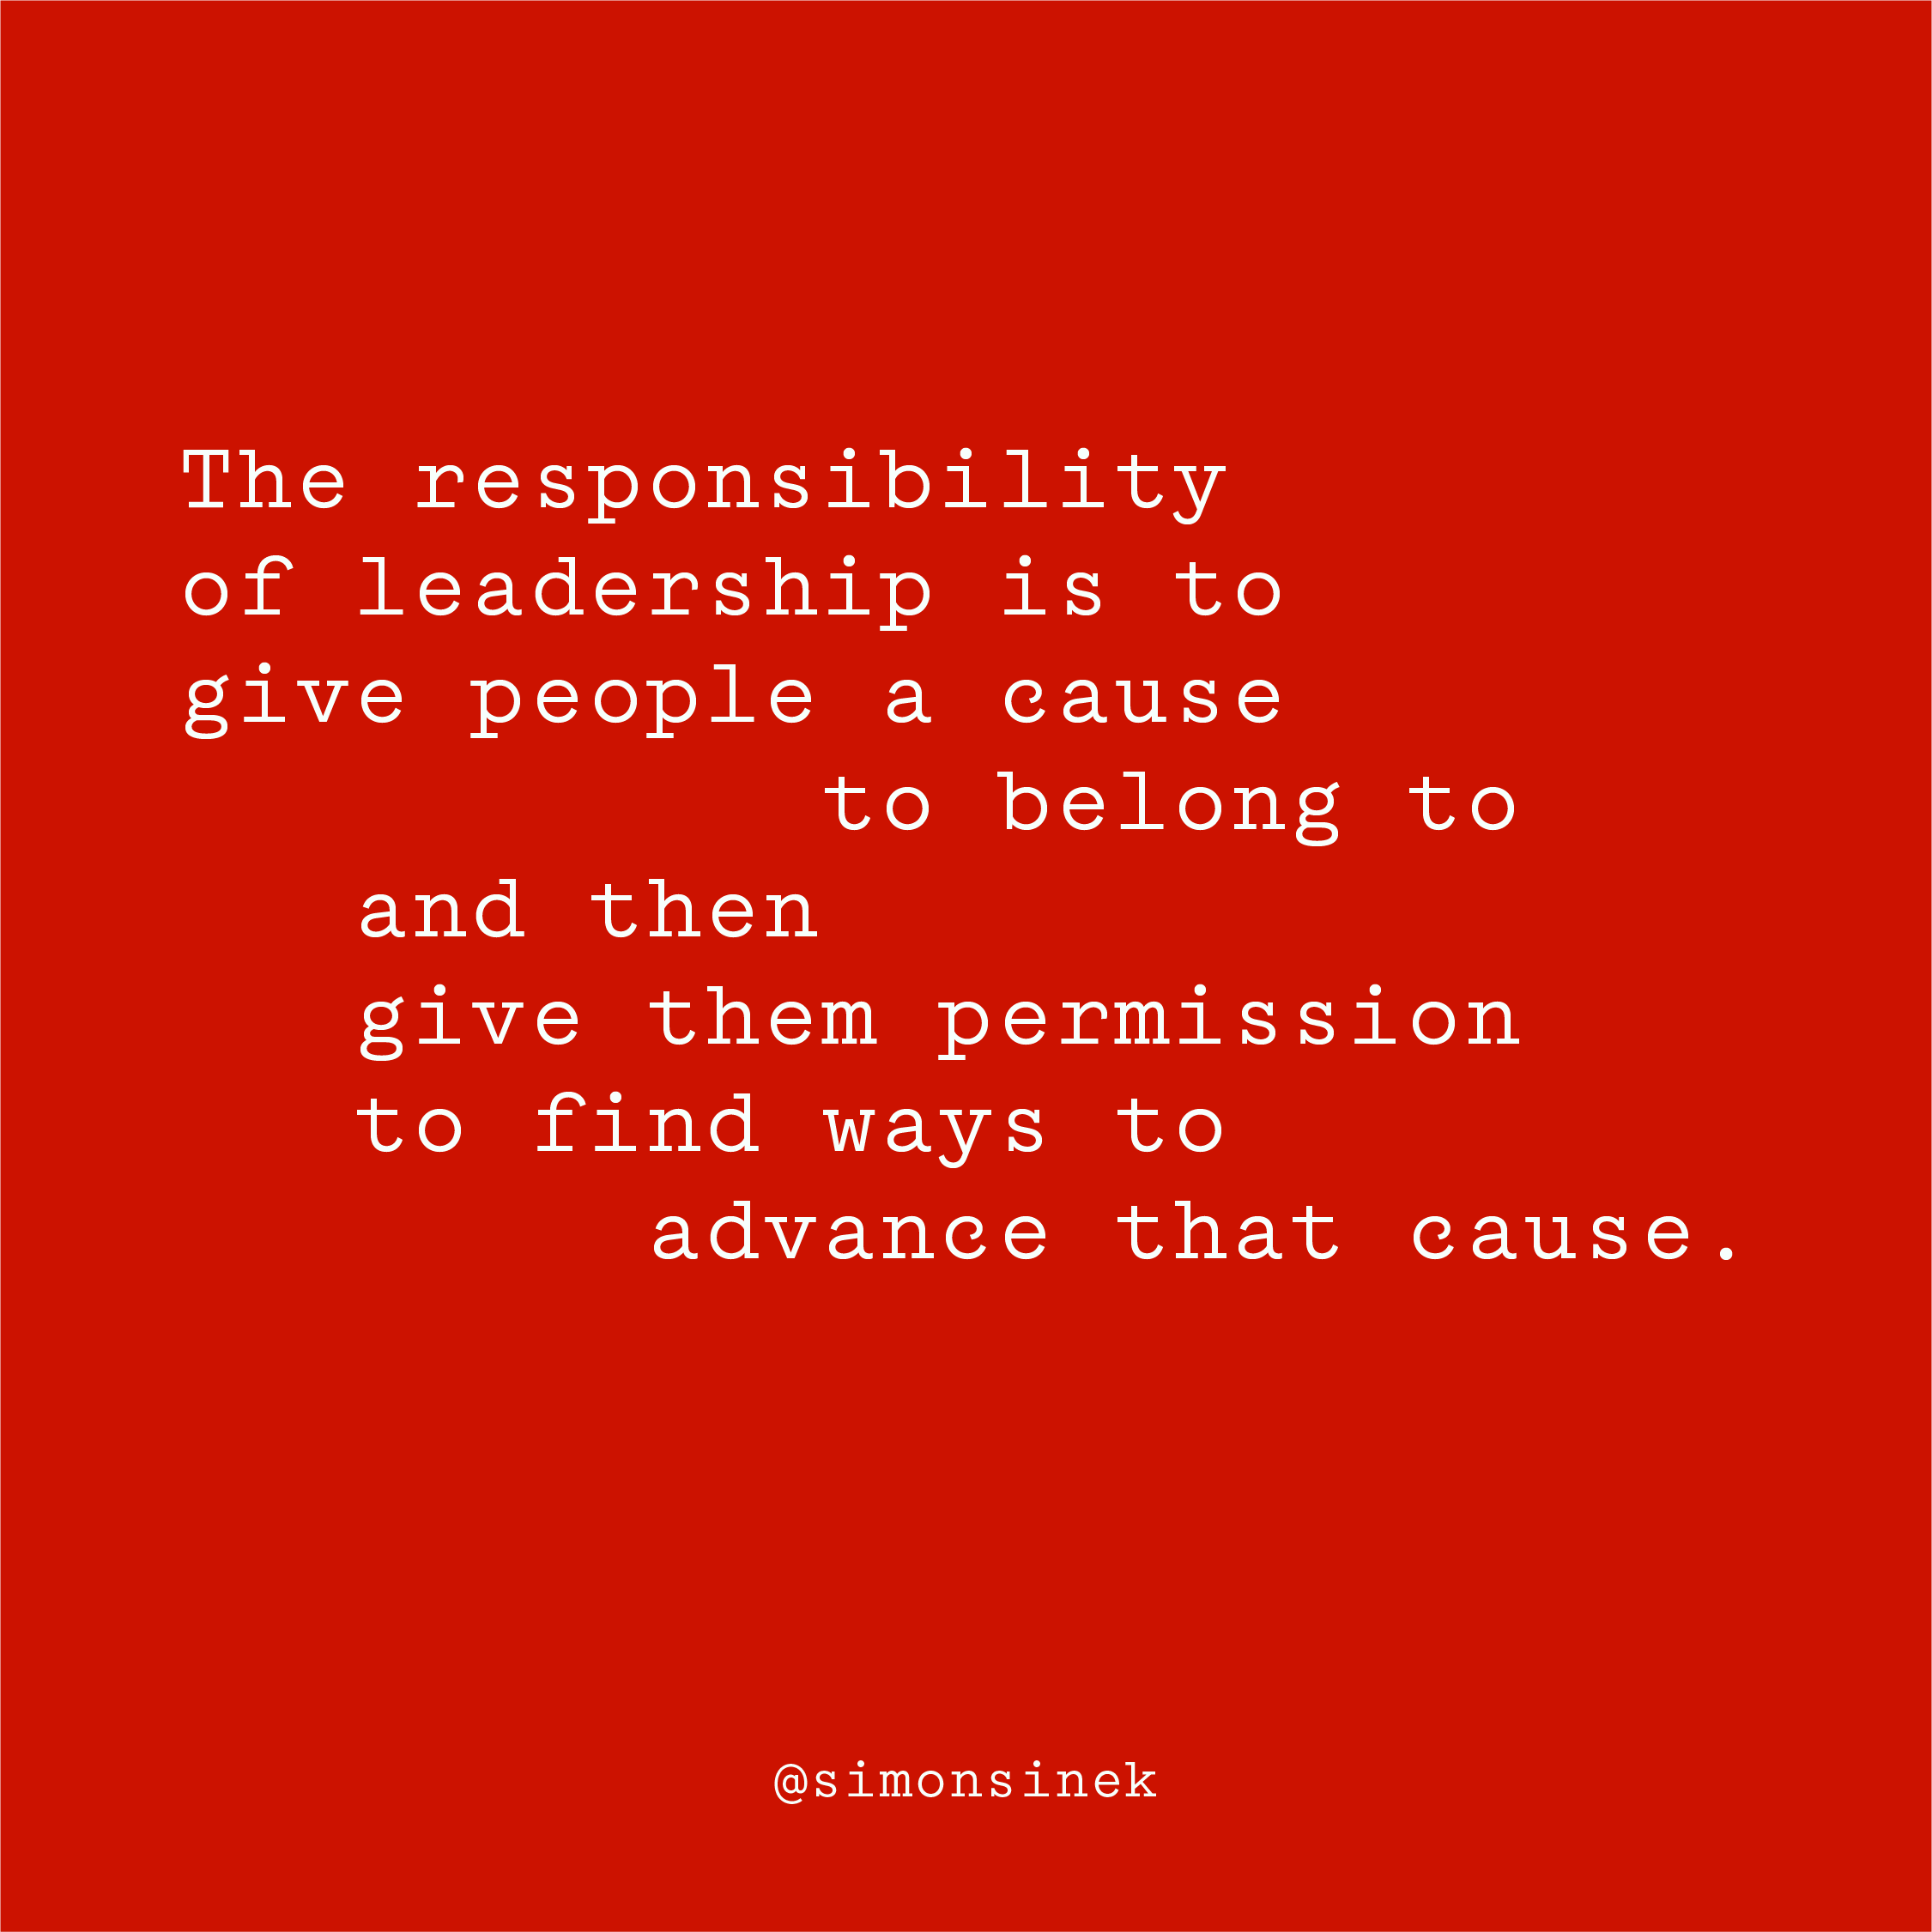 The responsibility
of leadership is to
give people a cause
to belong to
and then
give them permission
to find ways to
advance that cause.
@simonsinek